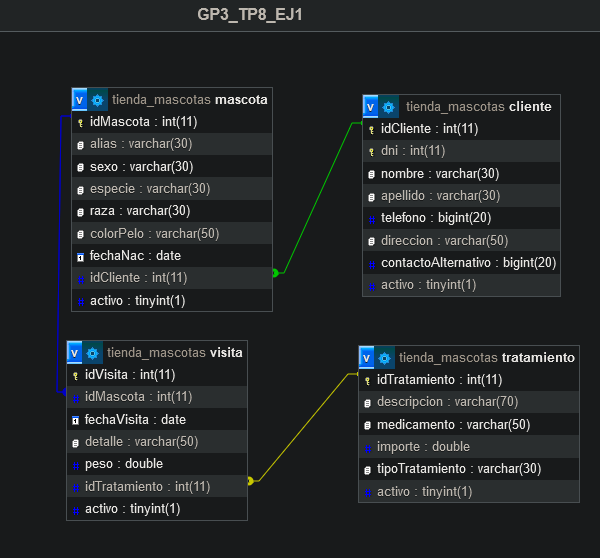 GP3_TP8_EJ1
v tienda_mascotas mascota
idMascota : int(11)
alias : varchar(30)
sexo : varchar(30)
especie : varchar(30)
raza : varchar(30)
colorPelo : varchar(50)
fechaNac : date
idCliente : int(11)
activo : tinyint(1)
v tienda_mascotas cliente
idCliente : int(11)
dni : int(11)
nombre : varchar(30)
apellido : varchar(30)
telefono : bigint(20)
direccion : varchar(50)
contactoAlternativo : bigint(20)
activo : tinyint(1)
v tienda_mascotas visita
idVisita : int(11)
idMascota : int(11)
fechaVisita : date
detalle : varchar(50)
peso : double
idTratamiento : int(11)
activo : tinyint(1)
v tienda_mascotas tratamiento
idTratamiento : int(11)
descripcion : varchar(70)
medicamento : varchar(50)
importe : double
tipoTratamiento : varchar(30)
activo : tinyint(1)